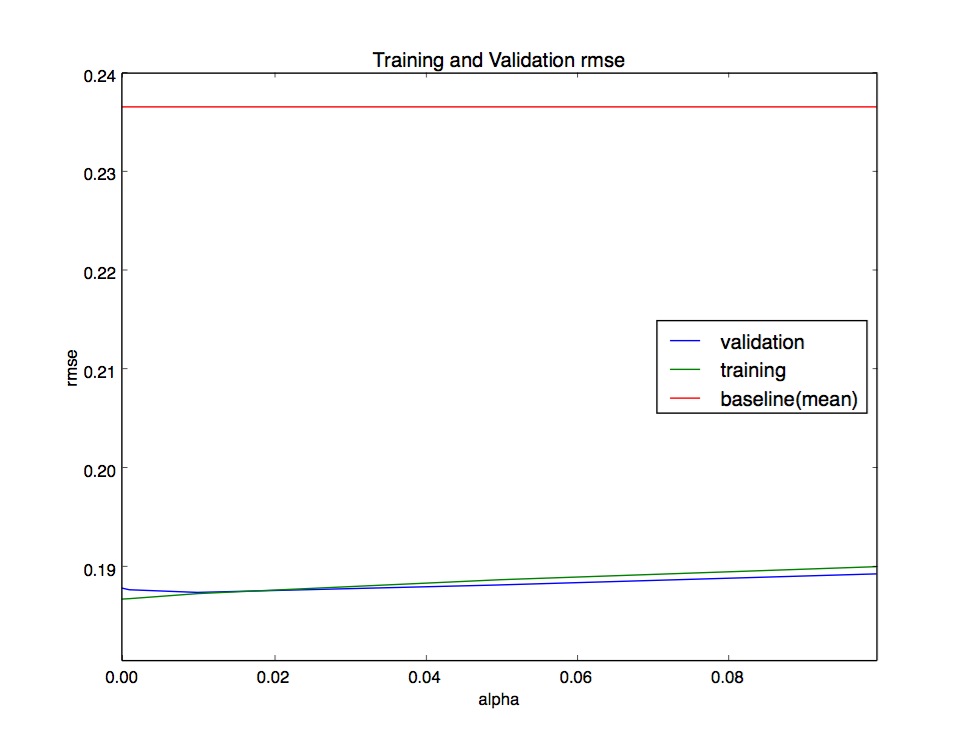 Training and Validation rmse
0.24
0.23
0.22
0.21
0.20
0.19
rmse
validation
training
baseline(mean)
0.00 0.02 0.04 0.06 0.08
alpha